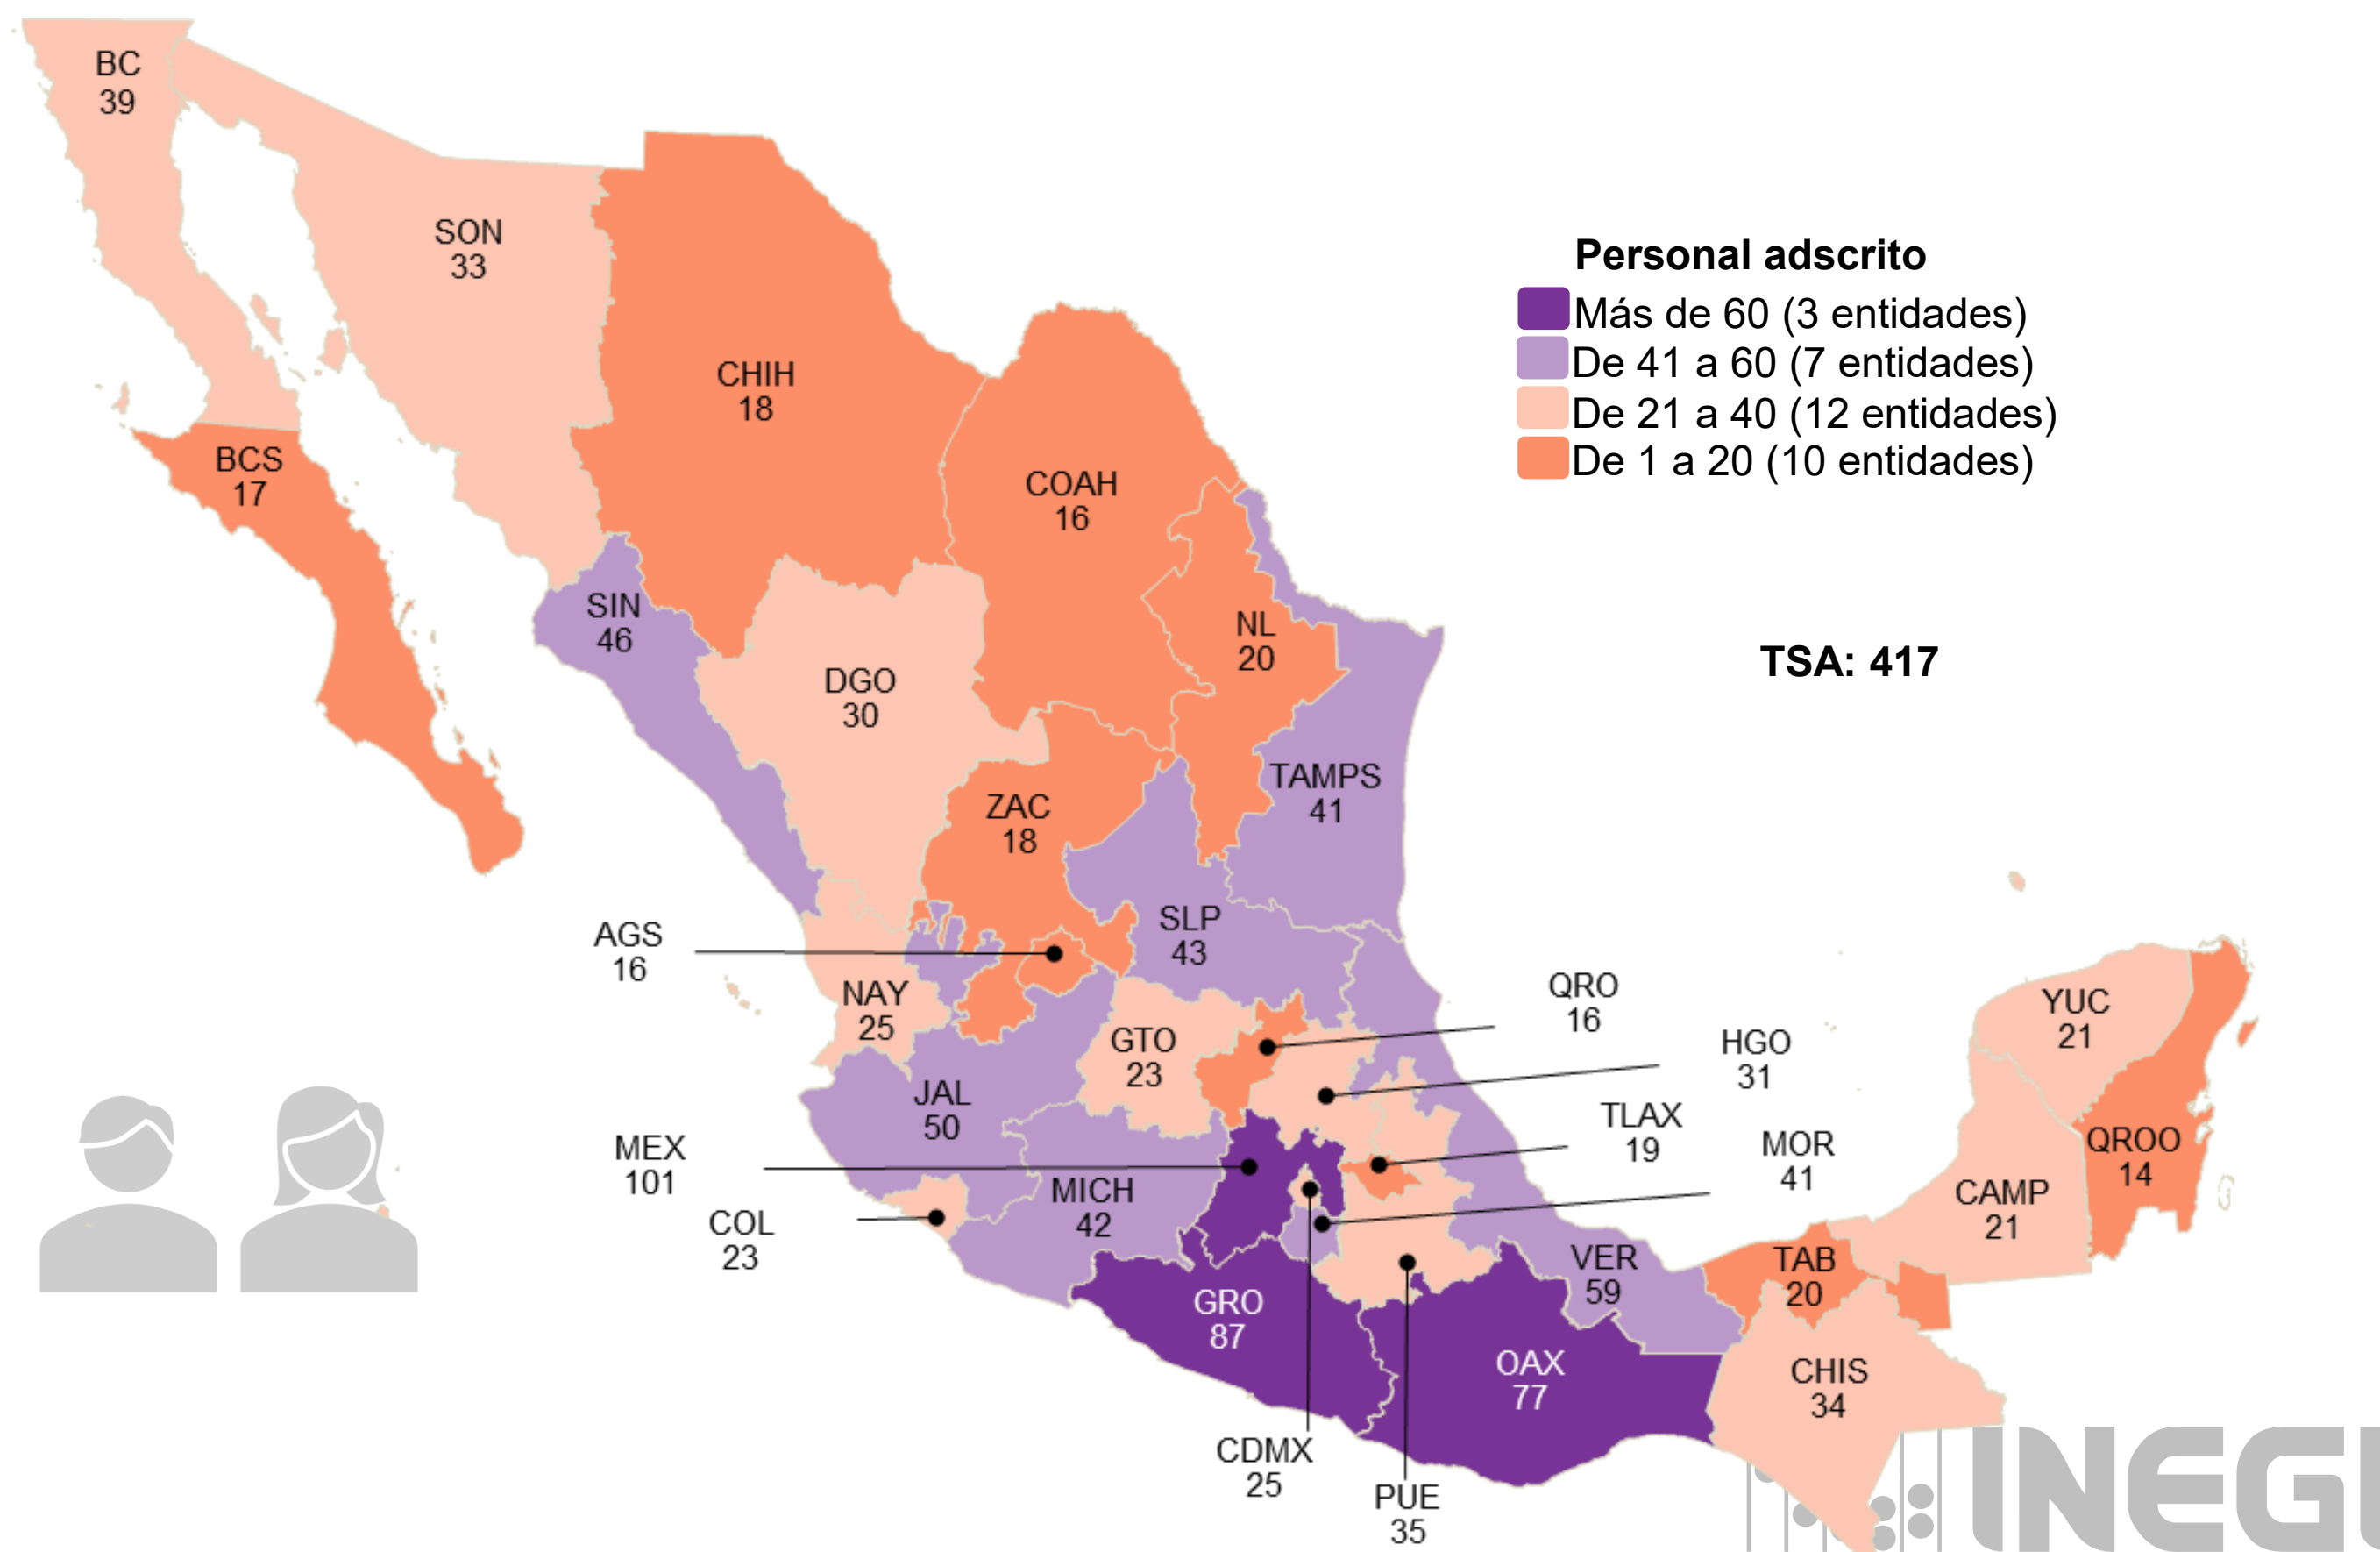 BC
39
SON
33
CHIH
18
Personal adscrito
Más de 60 (3 entidades)
De 41 a 60 (7 entidades)
De 21 a 40 (12 entidades)
De 1 a 20 (10 entidades)
BCS
17
COAH
16
SIN
46
NL
20
TSA: 417
DGO
30
TAMPS
41
ZAC
18
AGS
16
SLP
43
NAY
25
QRO
16
YUC
21
GTO
23
HGO
31
JAL
50
TLAX
19
MOR
41
QROO
14
MEX
101
MICH
42
CAMP
21
COL
23
VER
59
TAB
20
GRO
87
OAX
77
CHIS
34
CDMX
25
PUE
35
INEGI